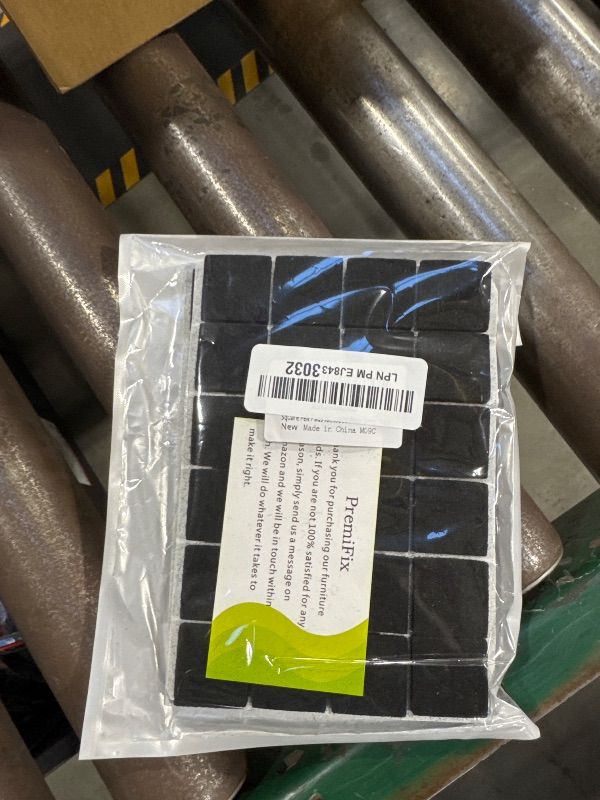 LPN PM EJ8433032
New Made in China M09C
PremiFix
ank you for purchasing our furniture
ds. If you are not 100% satisfied for any
ason, simply send us a message on
azon and we will be in touch within
h. We will do whatever it takes to
make it right.